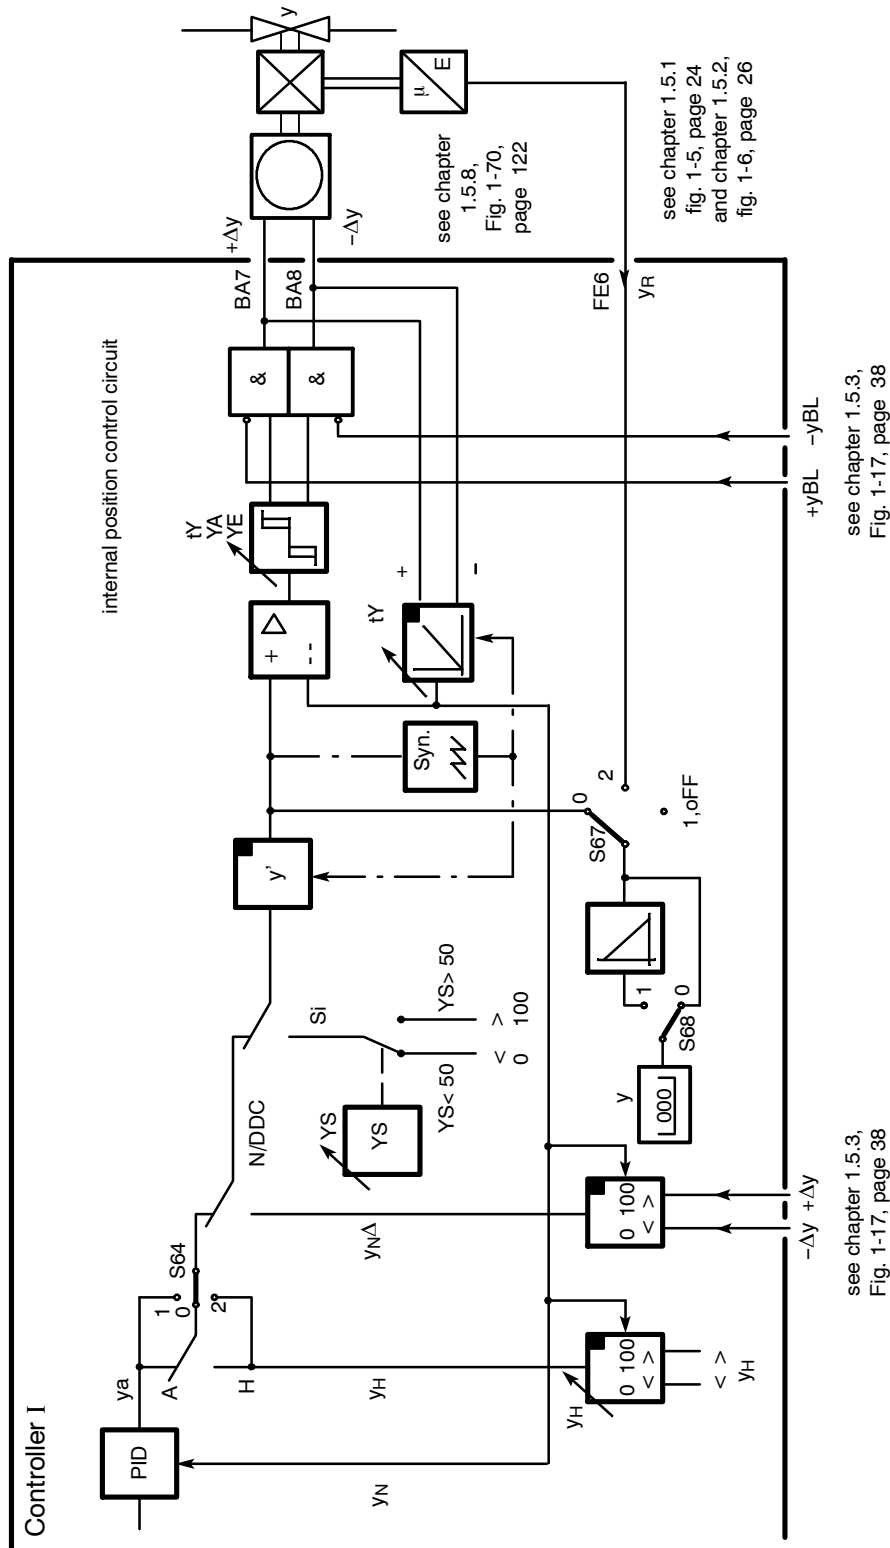 Controller I
internal position control circuit
PID
ya
A
H
yH
yN
S64
1
0
2
yN∆
N/DDC
YS
YS
Si
YS< 50
YS> 50
< >
0 100
y'
Syn.
+
- -
tY
YA
YE
tY
+
-
&
&
BA7
BA8
+∆y
−∆y
y
µ
E
see chapter
1.5.8,
Fig. 1-70,
page 122
see chapter 1.5.1
fig. 1-5, page 24
and chapter 1.5.2,
fig. 1-6, page 26
FE6
yR
S67
0
2
1,oFF
S68
1
0
y
000
yH
0 100
< >
< >
yH
0 100
< >
−∆y +∆y
see chapter 1.5.3,
Fig. 1-17, page 38
+yBL
−yBL
see chapter 1.5.3,
Fig. 1-17, page 38